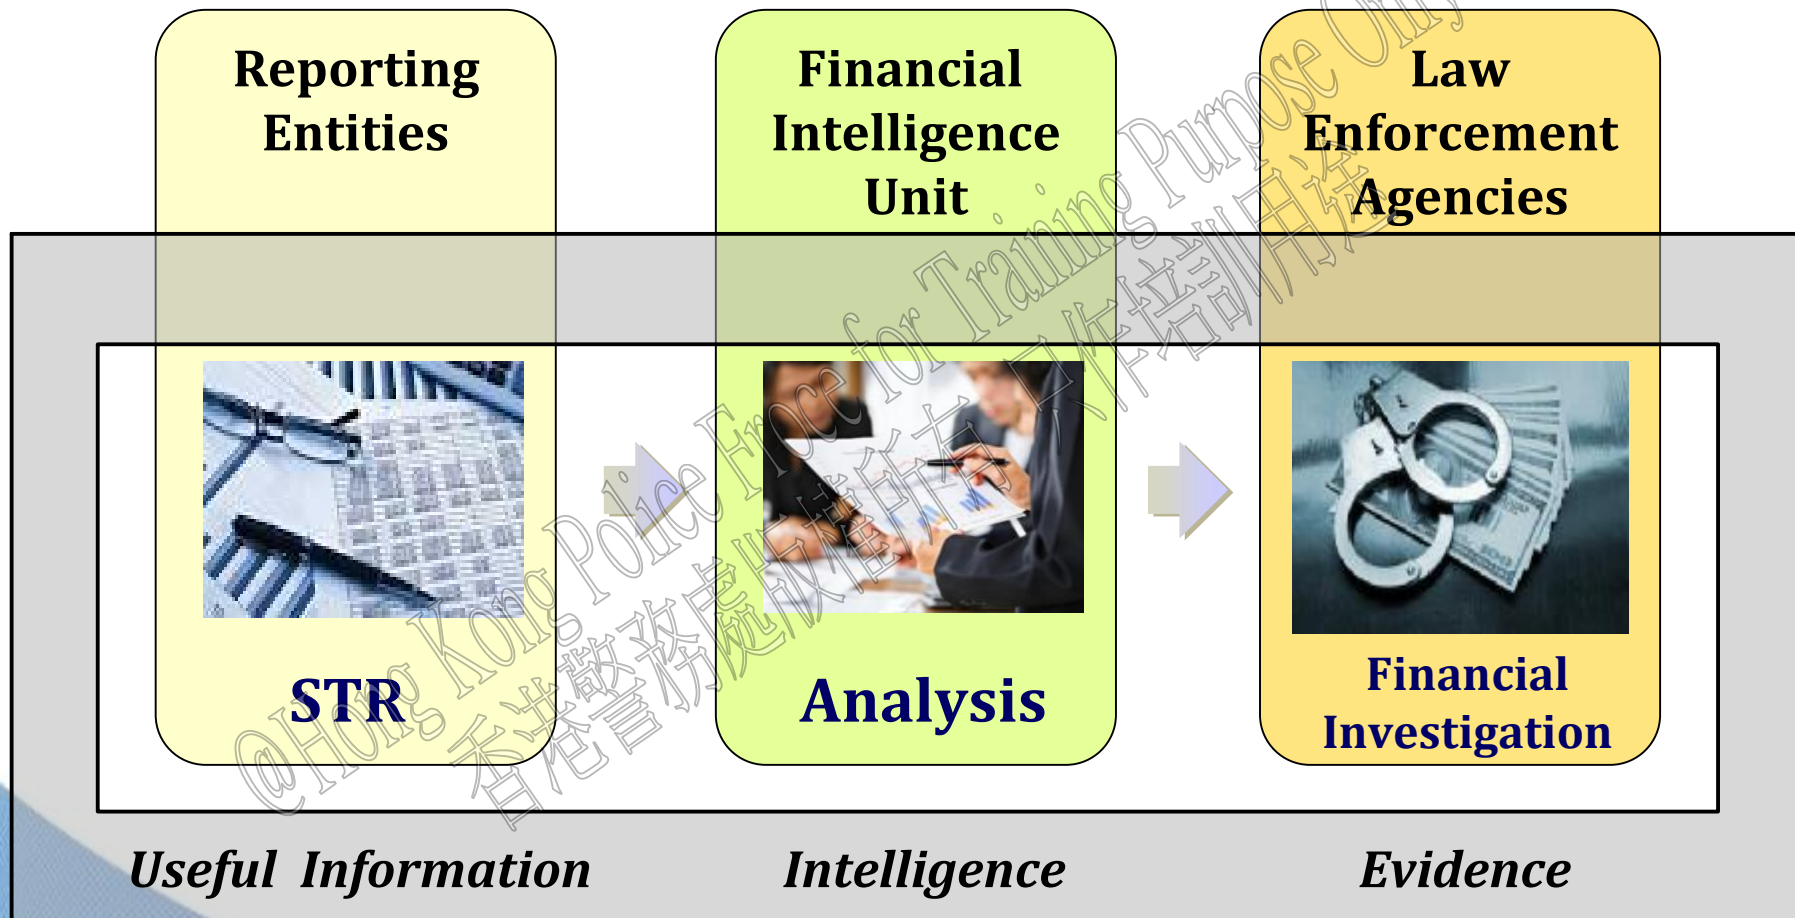 Reporting
Entities
Financial
Intelligence
Unit
Law
Enforcement
Agencies
STR
Analysis
Financial
Investigation
Useful Information
Intelligence
Evidence
@Hong Kong Police Froce for Training Purpose Only
香港警務處版權所有 只作培訓用途